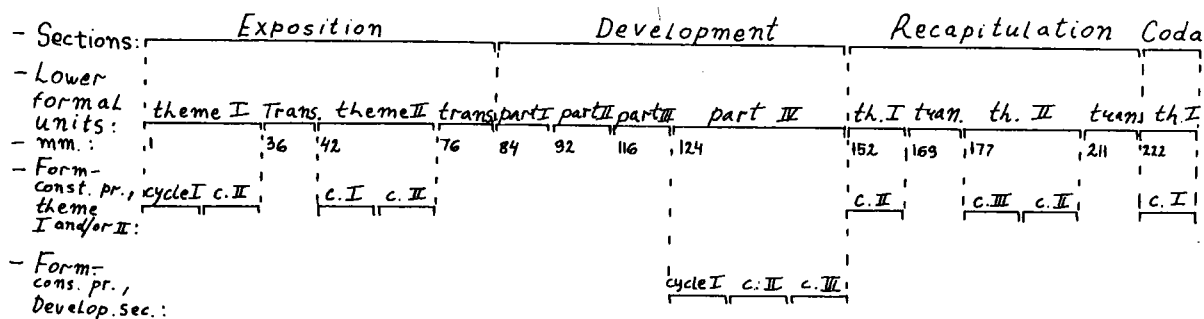 - Sections: Exposition Development Recapitulation Coda
- Lower
formal
units: theme I Trans. theme II trans part I part II part III part IV th. I tran. th. II trans th. I
- mm.: 1 36 42 76 84 92 116 124 152 169 177 211 222
- Form-
const. pr., cycle I c. II c. I c. II c. II c. III c. II c. I
theme
I and/or II:
- Form-
cons. pr., cycle I c. II c. III
Develop. sec.: